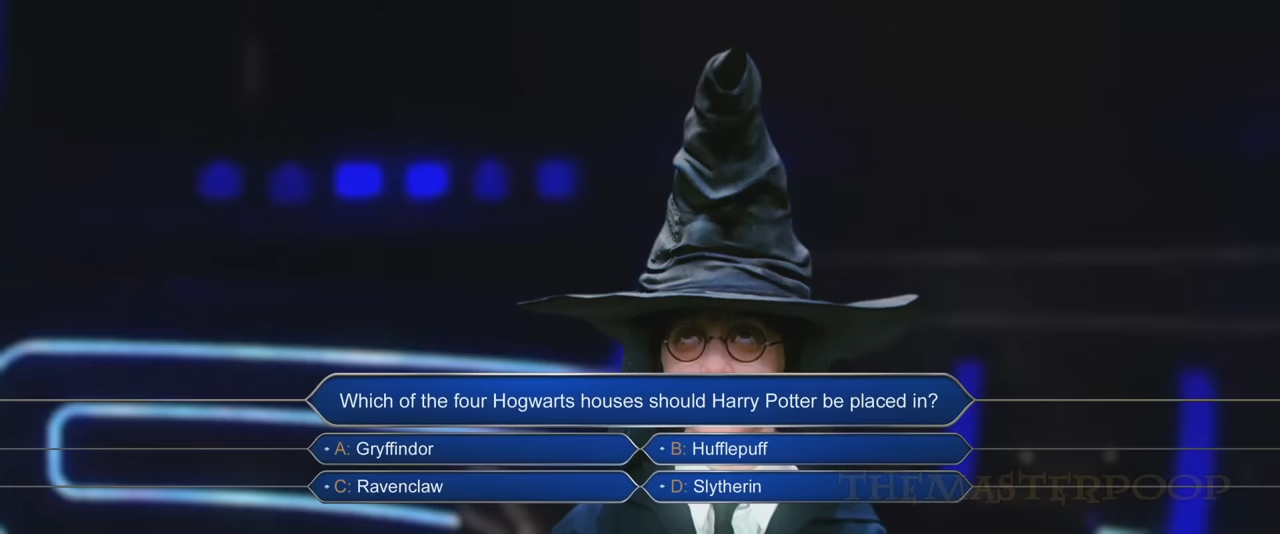 Which of the four Hogwarts houses should Harry Potter be placed in?
A: Gryffindor
B: Hufflepuff
C: Ravenclaw
D: Slytherin
THEMASTERPOOP